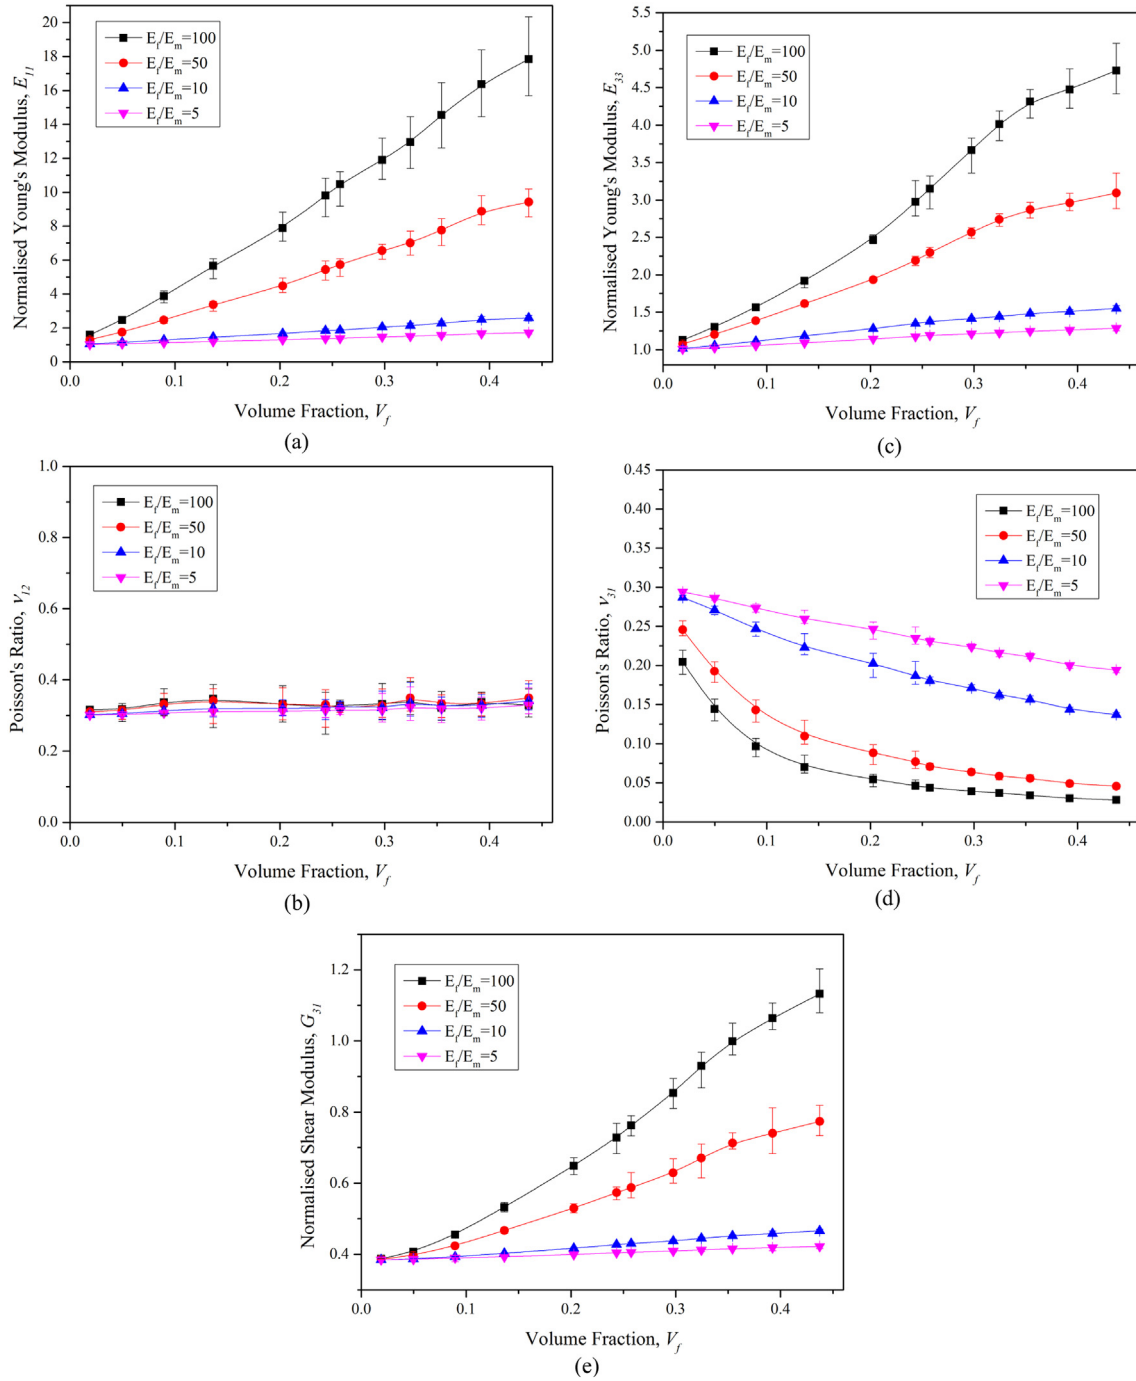 Normalised Young's Modulus, E11
20
18
16
14
12
10
8
6
4
2
0
Ef/Em=100
Ef/Em=50
Ef/Em=10
Ef/Em=5
0.0 0.1 0.2 0.3 0.4
Volume Fraction, Vf
(a)
Normalised Young's Modulus, E33
5.5
5.0
4.5
4.0
3.5
3.0
2.5
2.0
1.5
1.0
Ef/Em=100
Ef/Em=50
Ef/Em=10
Ef/Em=5
0.0 0.1 0.2 0.3 0.4
Volume Fraction, Vf
(c)
Poisson's Ratio, ν12
1.0
0.8
0.6
0.4
0.2
0.0
Ef/Em=100
Ef/Em=50
Ef/Em=10
Ef/Em=5
0.0 0.1 0.2 0.3 0.4
Volume Fraction, Vf
(b)
Poisson's Ratio, ν31
0.45
0.40
0.35
0.30
0.25
0.20
0.15
0.10
0.05
0.00
Ef/Em=100
Ef/Em=50
Ef/Em=10
Ef/Em=5
0.0 0.1 0.2 0.3 0.4
Volume Fraction, Vf
(d)
Normalised Shear Modulus, G31
1.2
1.0
0.8
0.6
0.4
Ef/Em=100
Ef/Em=50
Ef/Em=10
Ef/Em=5
0.0 0.1 0.2 0.3 0.4
Volume Fraction, Vf
(e)